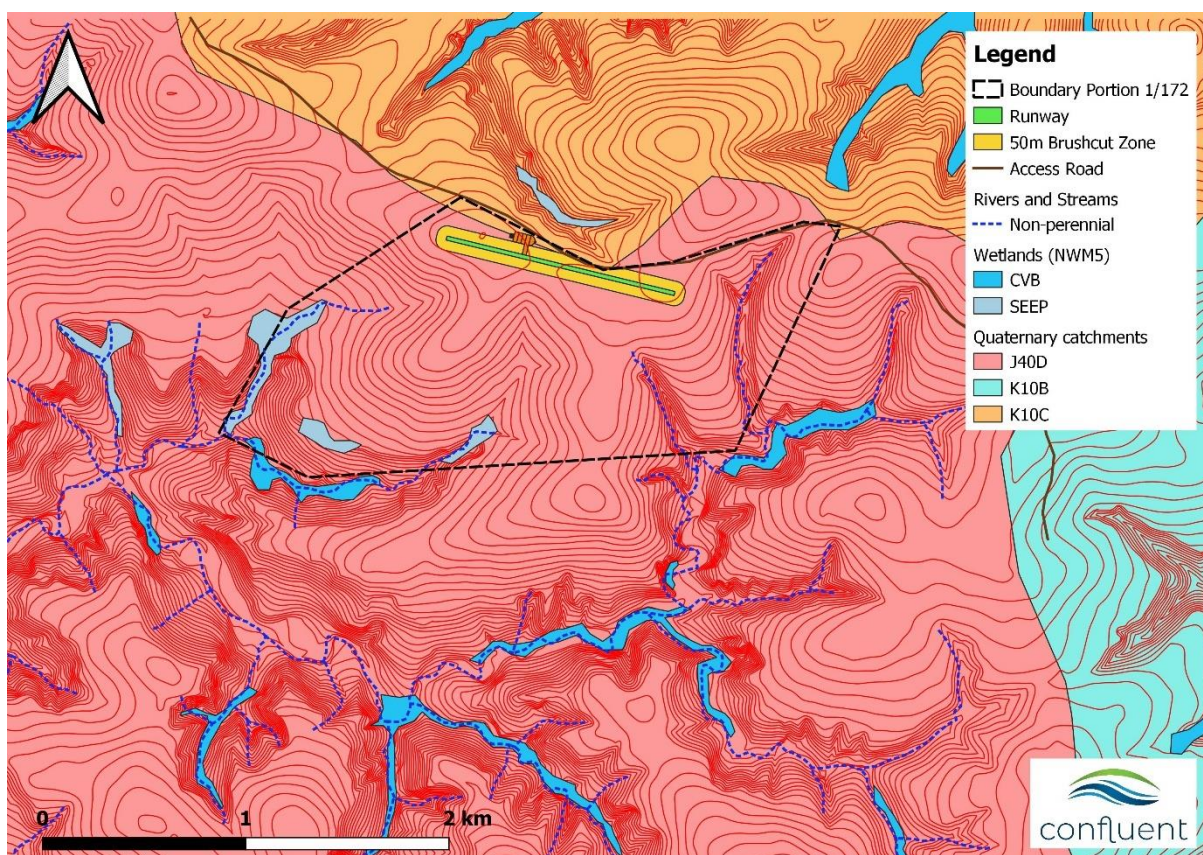 Legend
Boundary Portion 1/172
Runway
50m Brushcut Zone
Access Road
Rivers and Streams
Non-perennial
Wetlands (NWM5)
CVB
SEEP
Quaternary catchments
J40D
K10B
K10C
0 1 2 km
confluent